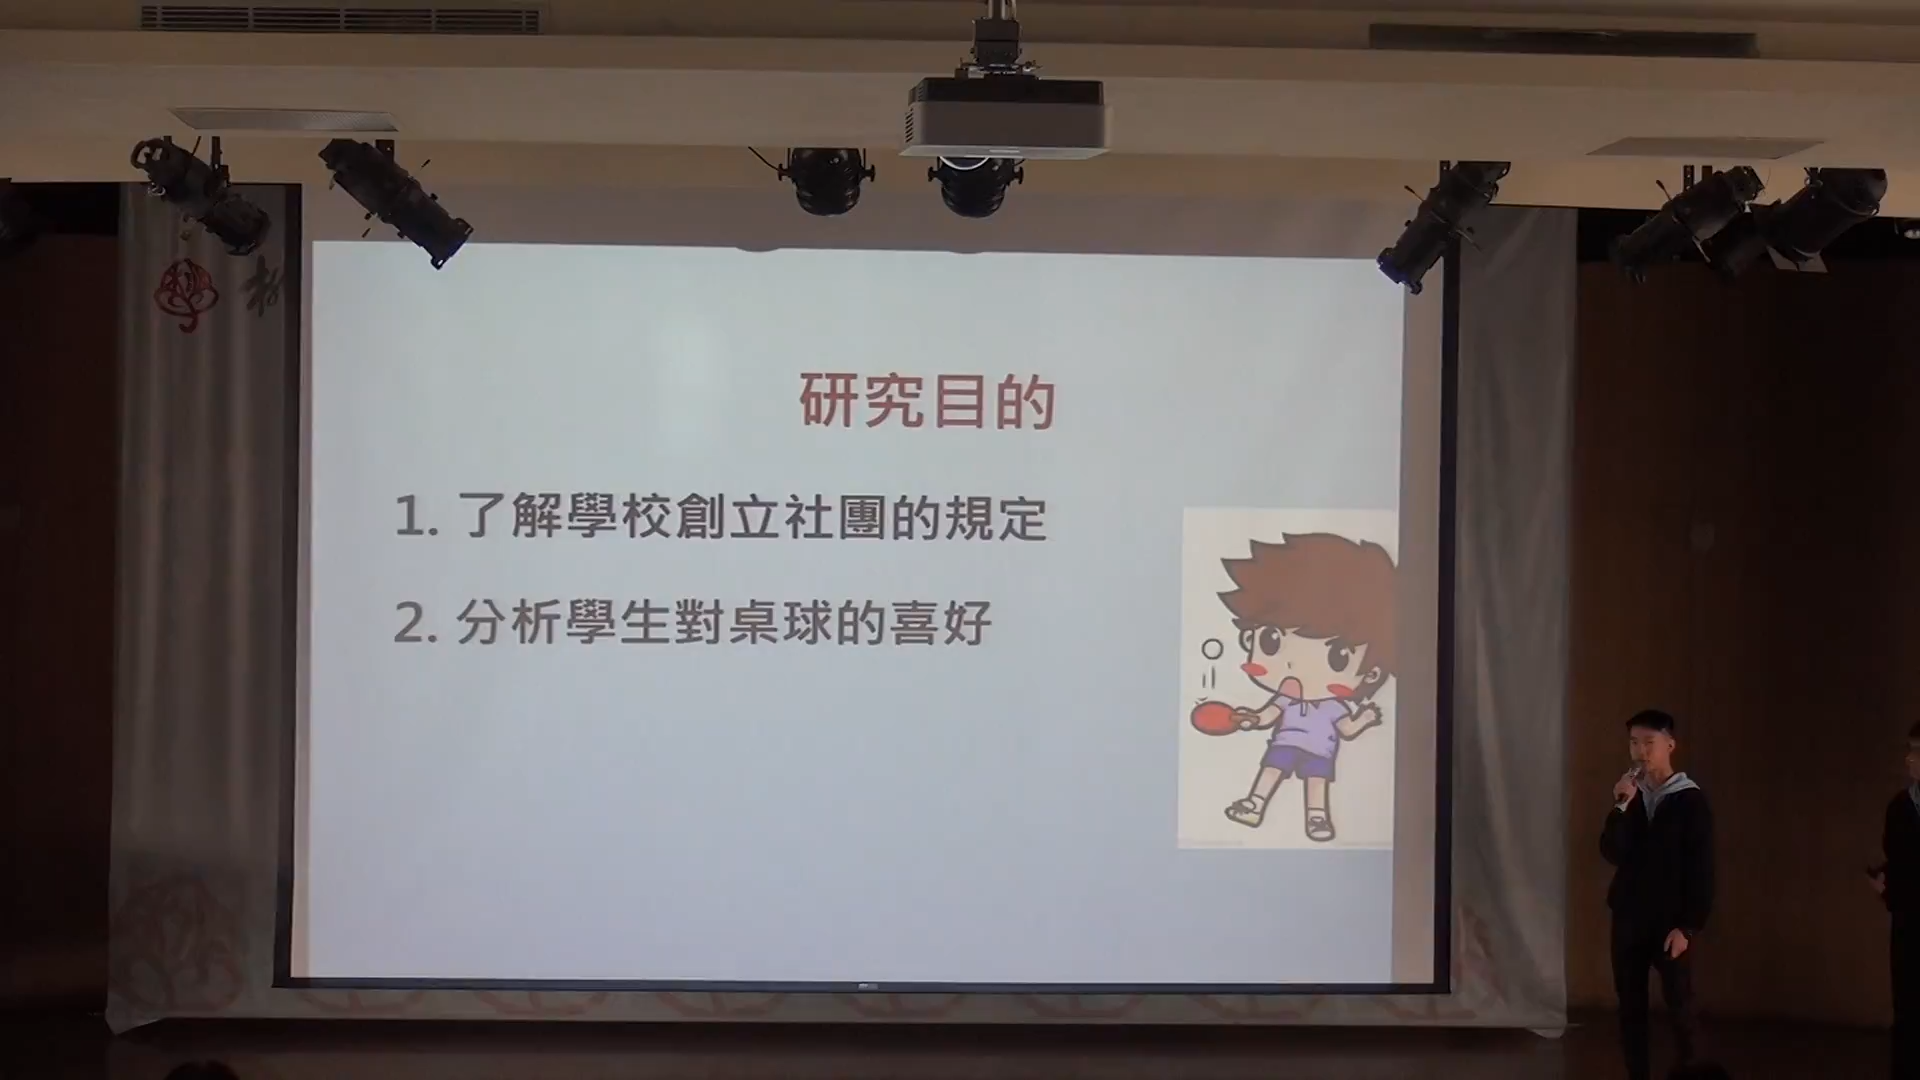 研究目的
1. 了解學校創立社團的規定
2. 分析學生對桌球的喜好